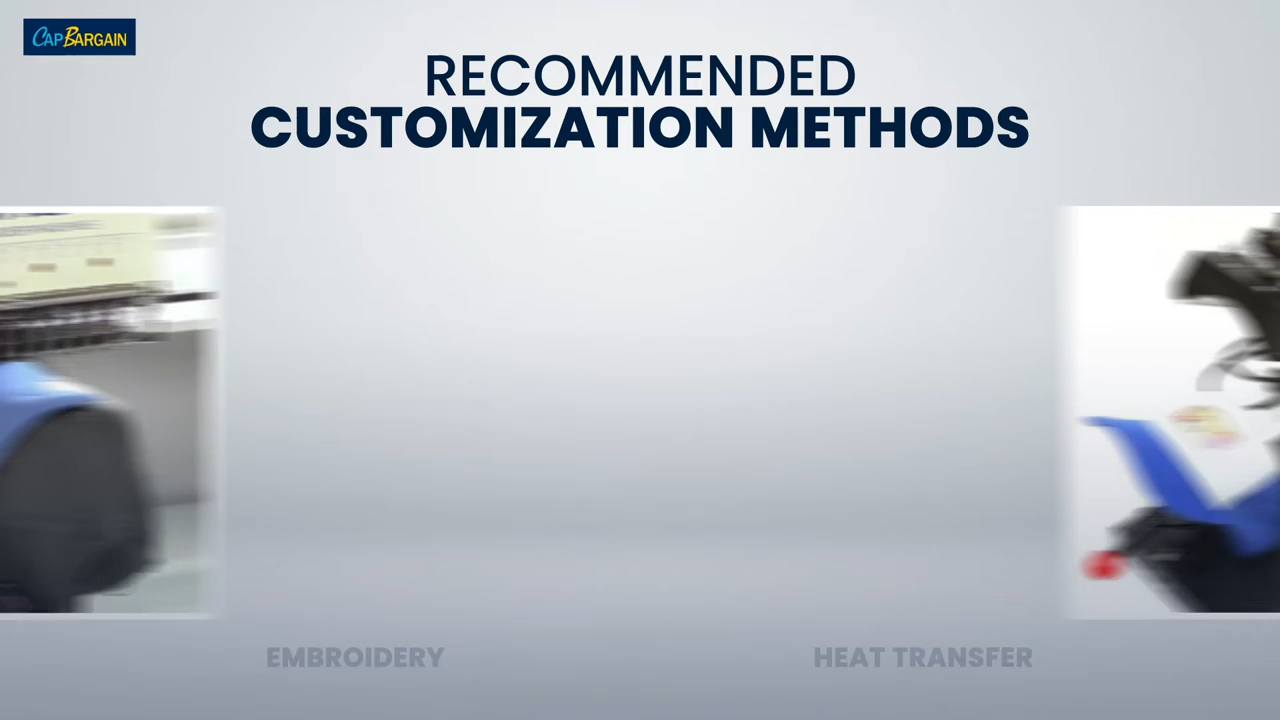 CAPBARGAIN
RECOMMENDED
CUSTOMIZATION METHODS
EMBROIDERY
HEAT TRANSFER